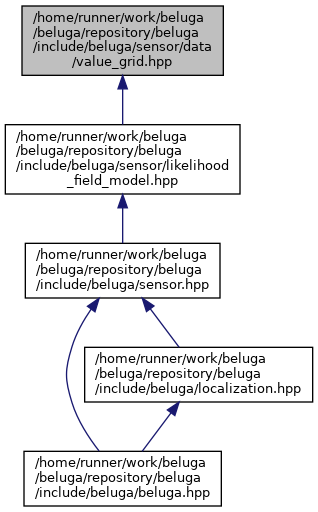 /home/runner/work/beluga
/beluga/repository/beluga
/include/beluga/sensor/data
/value_grid.hpp
/home/runner/work/beluga
/beluga/repository/beluga
/include/beluga/sensor/likelihood
_field_model.hpp
/home/runner/work/beluga
/beluga/repository/beluga
/include/beluga/sensor.hpp
/home/runner/work/beluga
/beluga/repository/beluga
/include/beluga/localization.hpp
/home/runner/work/beluga
/beluga/repository/beluga
/include/beluga/beluga.hpp